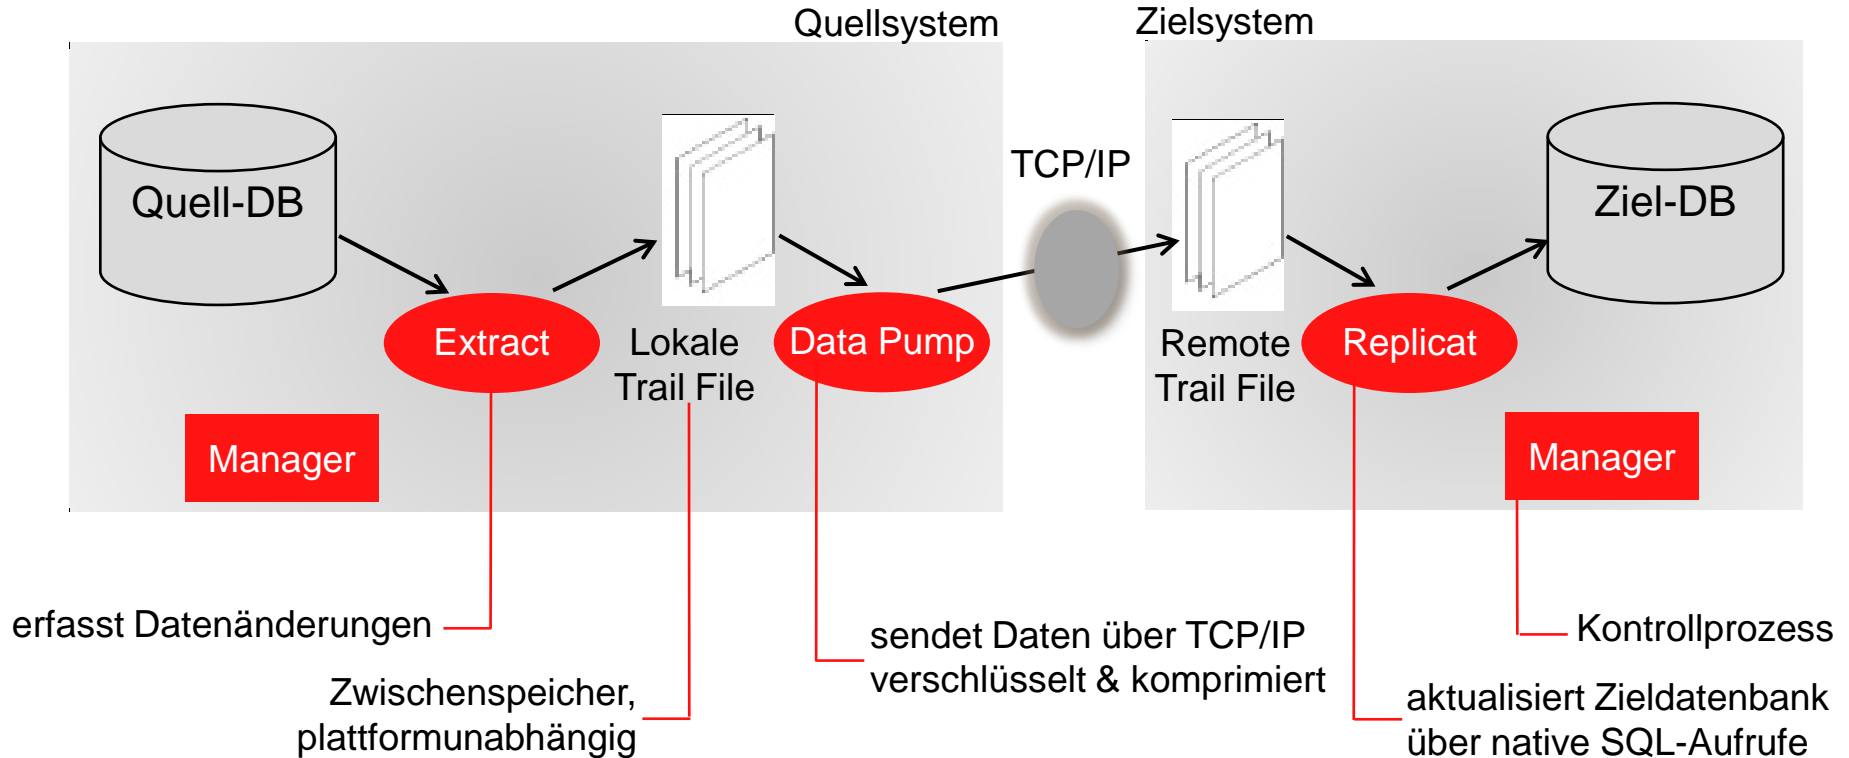 Quellsystem
Zielsystem
Quell-DB
TCP/IP
Ziel-DB
Extract
Lokale
Trail File
Data Pump
Remote
Trail File
Replicat
Manager
Manager
erfasst Datenänderungen
Zwischenspeicher,
plattformunabhängig
sendet Daten über TCP/IP
verschlüsselt & komprimiert
Kontrollprozess
aktualisiert Zieldatenbank
über native SQL-Aufrufe